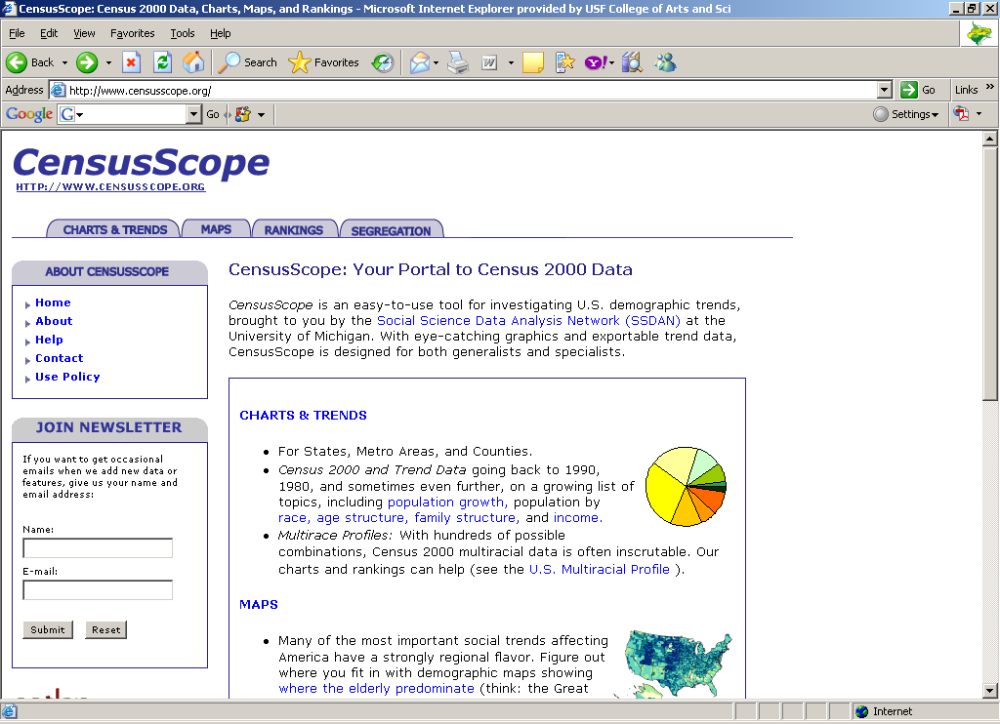 CensusScope: Census 2000 Data, Charts, Maps, and Rankings - Microsoft Internet Explorer provided by USF College of Arts and Sci
File Edit View Favorites Tools Help
Back Search Favorites
Address http://www.censusscope.org/ Go Links »
Google G Go Settings
CensusScope
HTTP://WWW.CENSUSSCOPE.ORG
CHARTS & TRENDS MAPS RANKINGS SEGREGATION
ABOUT CENSUSSCOPE
Home
About
Help
Contact
Use Policy
JOIN NEWSLETTER
If you want to get occasional
emails when we add new data or
features, give us your name and
email address:
Name:
E-mail:
Submit Reset
CensusScope: Your Portal to Census 2000 Data
CensusScope is an easy-to-use tool for investigating U.S. demographic trends,
brought to you by the Social Science Data Analysis Network (SSDAN) at the
University of Michigan. With eye-catching graphics and exportable trend data,
CensusScope is designed for both generalists and specialists.
CHARTS & TRENDS
• For States, Metro Areas, and Counties.
• Census 2000 and Trend Data going back to 1990,
1980, and sometimes even further, on a growing list of
topics, including population growth, population by
race, age structure, family structure, and income.
• Multirace Profiles: With hundreds of possible
combinations, Census 2000 multiracial data is often inscrutable. Our
charts and rankings can help (see the U.S. Multiracial Profile ).
MAPS
• Many of the most important social trends affecting
America have a strongly regional flavor. Figure out
where you fit in with demographic maps showing
where the elderly predominate (think: the Great
Internet